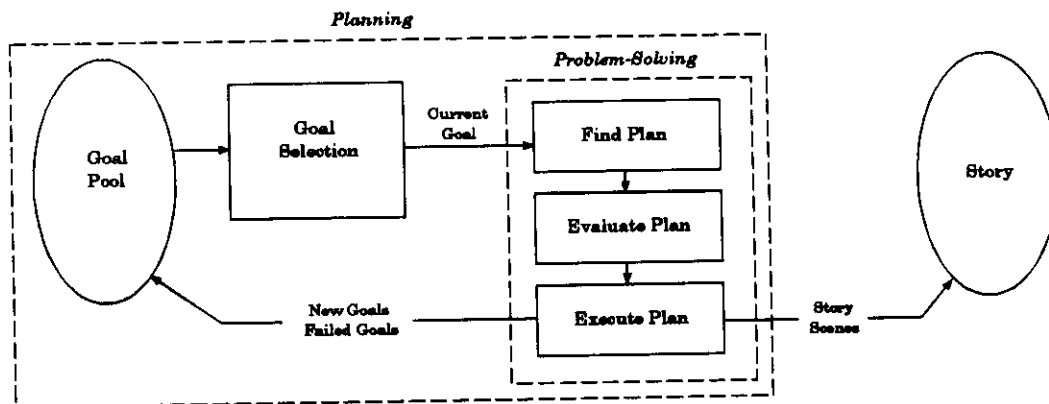 Planning
Problem-Solving
Goal
Pool
Goal
Selection
Current
Goal
Find Plan
Evaluate Plan
Execute Plan
New Goals
Failed Goals
Story
Scenes
Story